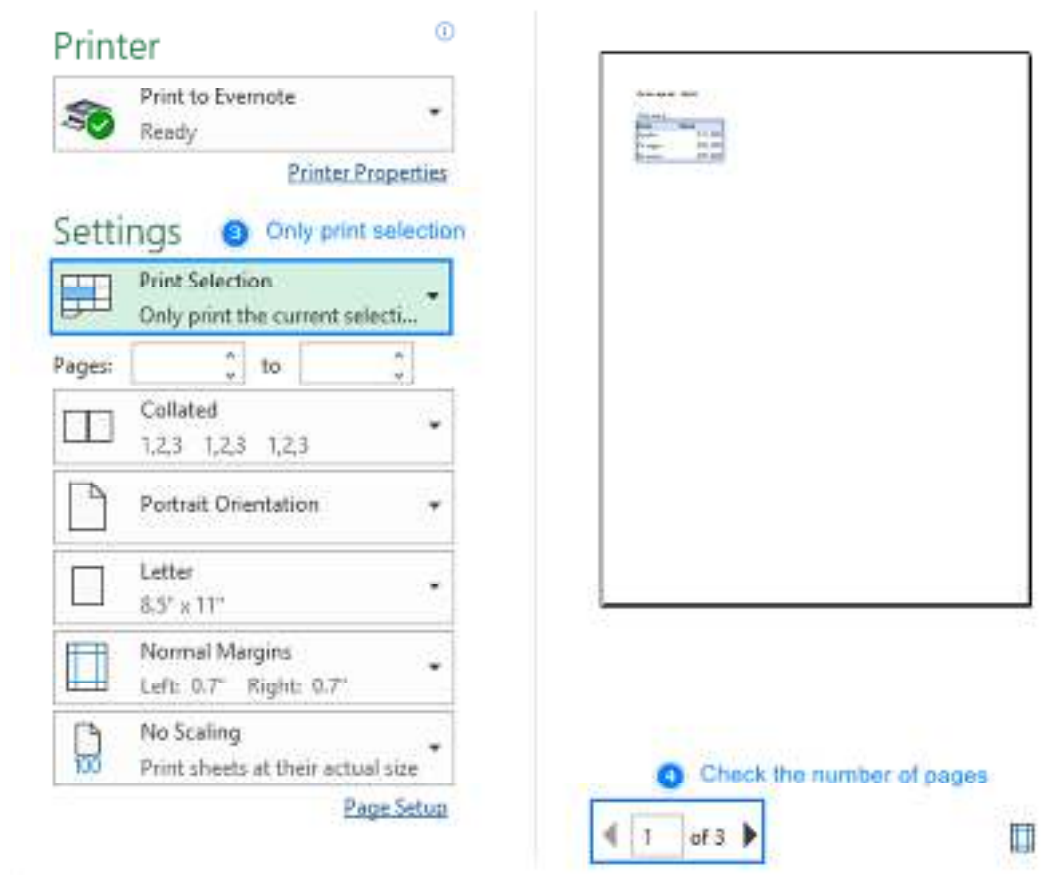 Printer
Print to Evernote
Ready
Printer Properties
Settings
3 Only print selection
Print Selection
Only print the current selecti...
Pages:
to
Collated
1,2,3 1,2,3 1,2,3
Portrait Orientation
Letter
8.5" x 11"
Normal Margins
Left: 0.7" Right: 0.7"
No Scaling
100
Print sheets at their actual size
Page Setup
4 Check the number of pages
1 of 3